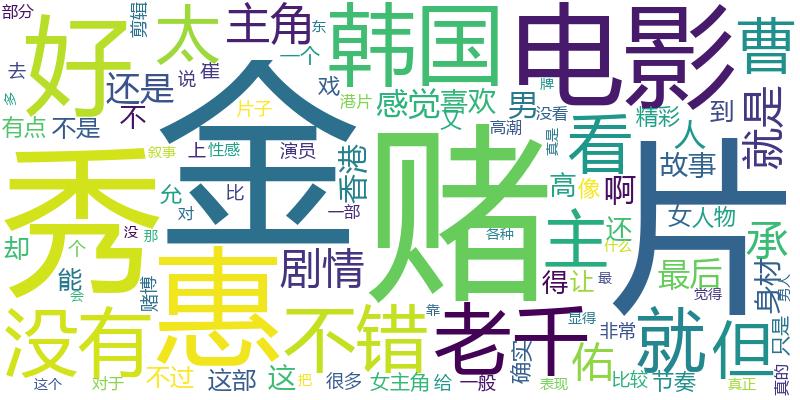 部分
剪辑
去
多
好
太
主角
崔
说
一个
东
戏
韩国
电影
曹
还是
有点
不是
不
片子
港片
感觉
喜欢
男
没看
牌
精彩
到
就是
又
高潮
看
人
真是
叙事
上
性感
演员
香港
故事
秀
金
赌
片
允
比
高
像
啊
女
人物
对
一部
主
还
承
却
个
没
那
惠
剧情
各种
什么
能
会
赌博
得
让
最
最后
觉得
身材
男人
没有
不错
老千
靠
显得
非常
就
但
只是
佑
确实
这个
对于
不过
这部
这
把
很多
女主角
给
一般
表现
比较
节奏
真正
真的